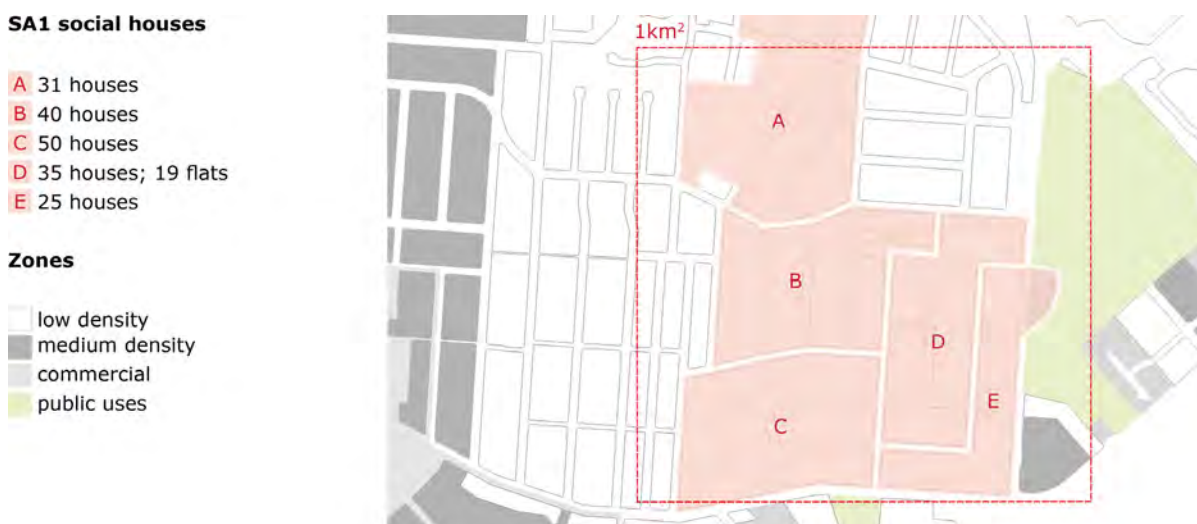 SA1 social houses
A 31 houses
B 40 houses
C 50 houses
D 35 houses; 19 flats
E 25 houses
Zones
low density
medium density
commercial
public uses
1km²
A
B
D
E
C